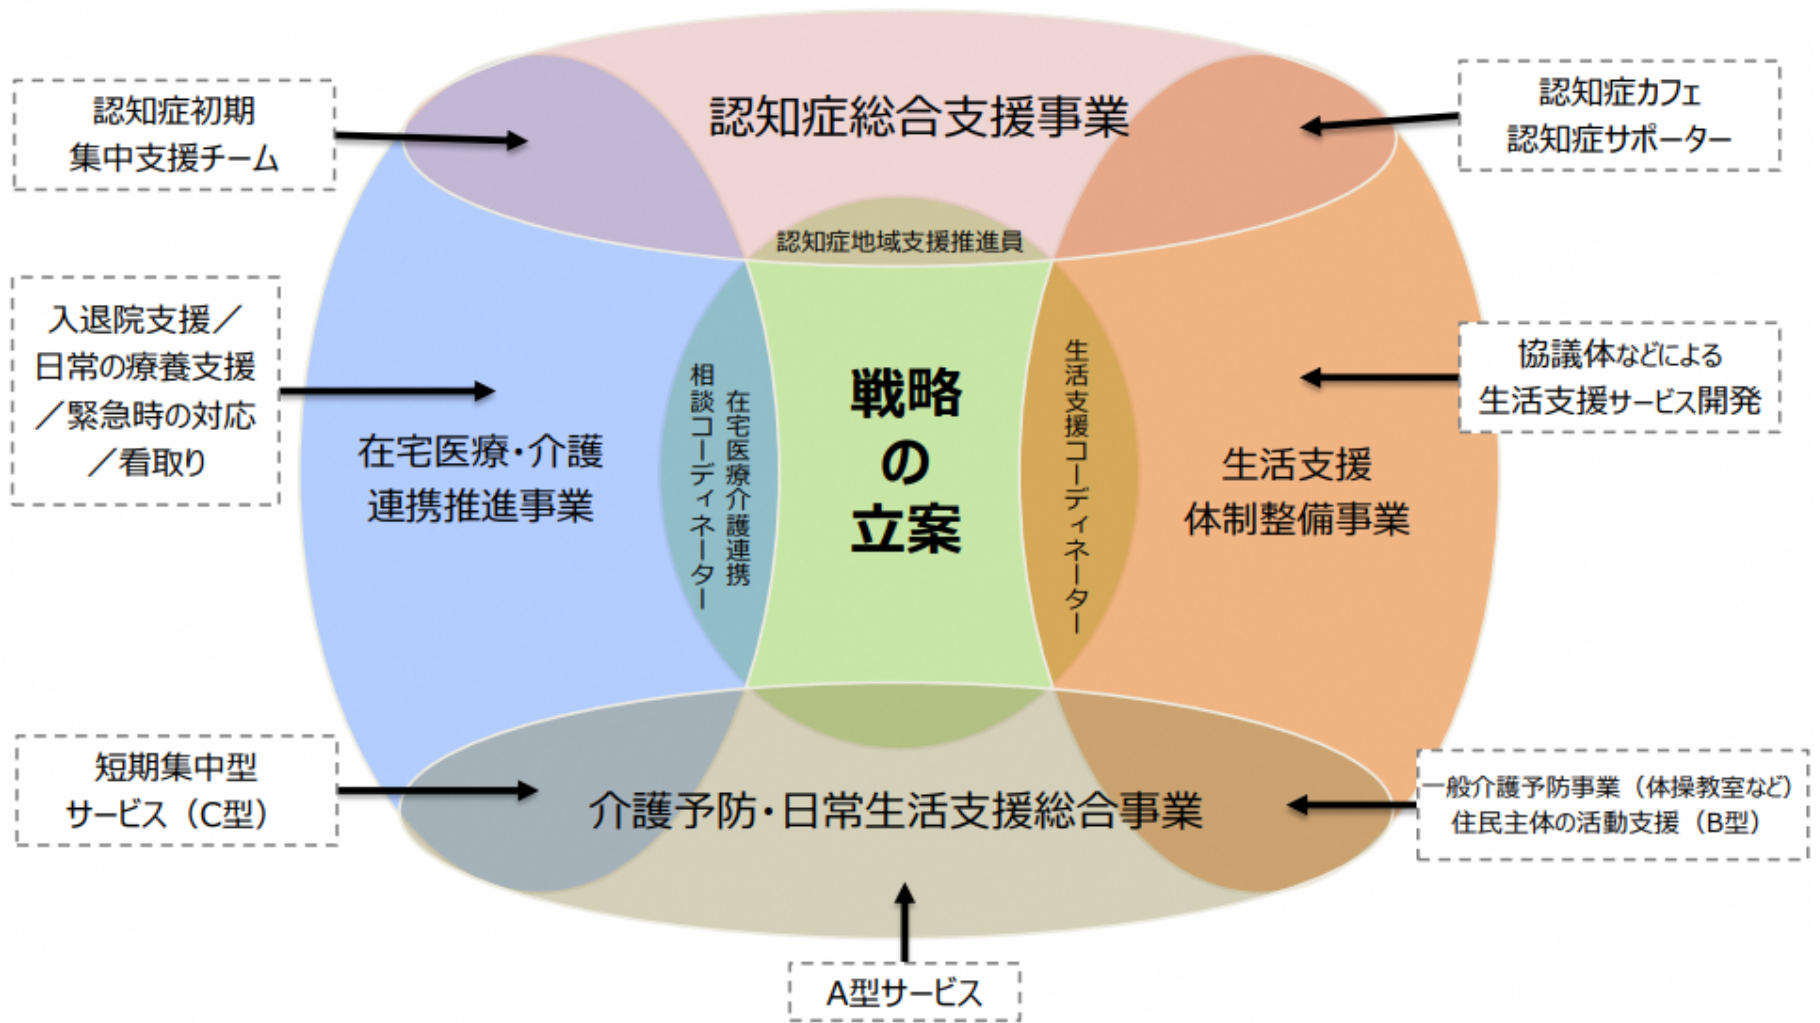 認知症初期
集中支援チーム
認知症総合支援事業
認知症カフェ
認知症サポーター
認知症地域支援推進員
入退院支援／
日常の療養支援
／緊急時の対応
／看取り
在宅医療・介護
連携推進事業
在宅医療介護連携
相談コーディネーター
戦略
の
立案
生活支援コーディネーター
協議体などによる
生活支援サービス開発
生活支援
体制整備事業
短期集中型
サービス（C型）
介護予防・日常生活支援総合事業
一般介護予防事業（体操教室など）
住民主体の活動支援（B型）
A型サービス